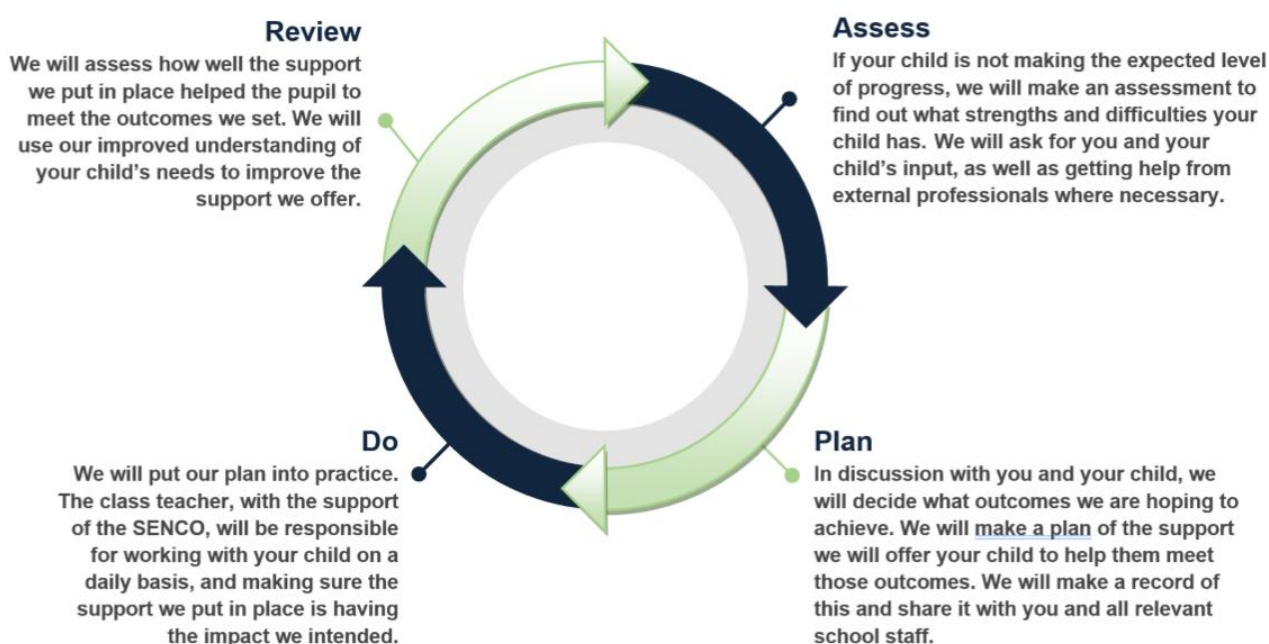 Review
We will assess how well the support
we put in place helped the pupil to
meet the outcomes we set. We will
use our improved understanding of
your child's needs to improve the
support we offer.
Assess
If your child is not making the expected level
of progress, we will make an assessment to
find out what strengths and difficulties your
child has. We will ask for you and your
child's input, as well as getting help from
external professionals where necessary.
Do
We will put our plan into practice.
The class teacher, with the support
of the SENCO, will be responsible
for working with your child on a
daily basis, and making sure the
support we put in place is having
the impact we intended.
Plan
In discussion with you and your child, we
will decide what outcomes we are hoping to
achieve. We will make a plan of the support
we will offer your child to help them meet
those outcomes. We will make a record of
this and share it with you and all relevant
school staff.